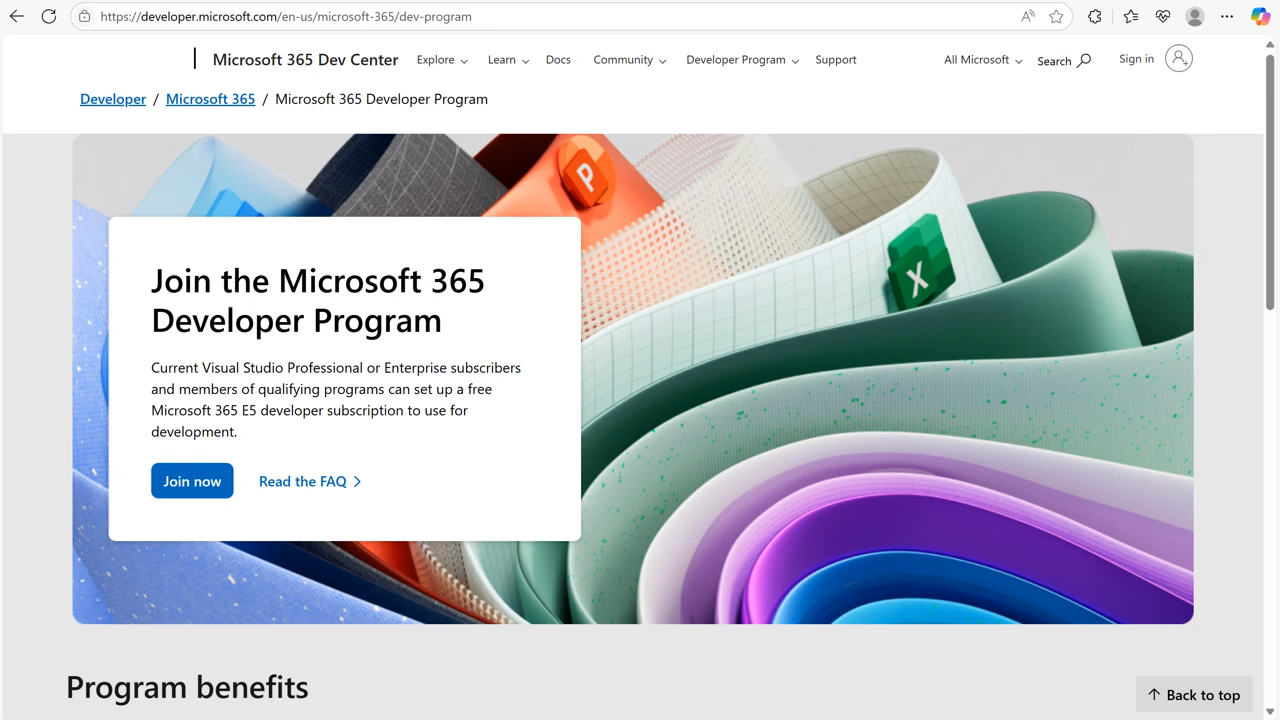 https://developer.microsoft.com/en-us/microsoft-365/dev-program
Microsoft 365 Dev Center Explore Learn Docs Community Developer Program Support All Microsoft Search Sign in
Developer / Microsoft 365 / Microsoft 365 Developer Program
P
X
Join the Microsoft 365
Developer Program
Current Visual Studio Professional or Enterprise subscribers
and members of qualifying programs can set up a free
Microsoft 365 E5 developer subscription to use for
development.
Join now Read the FAQ
Program benefits
Back to top